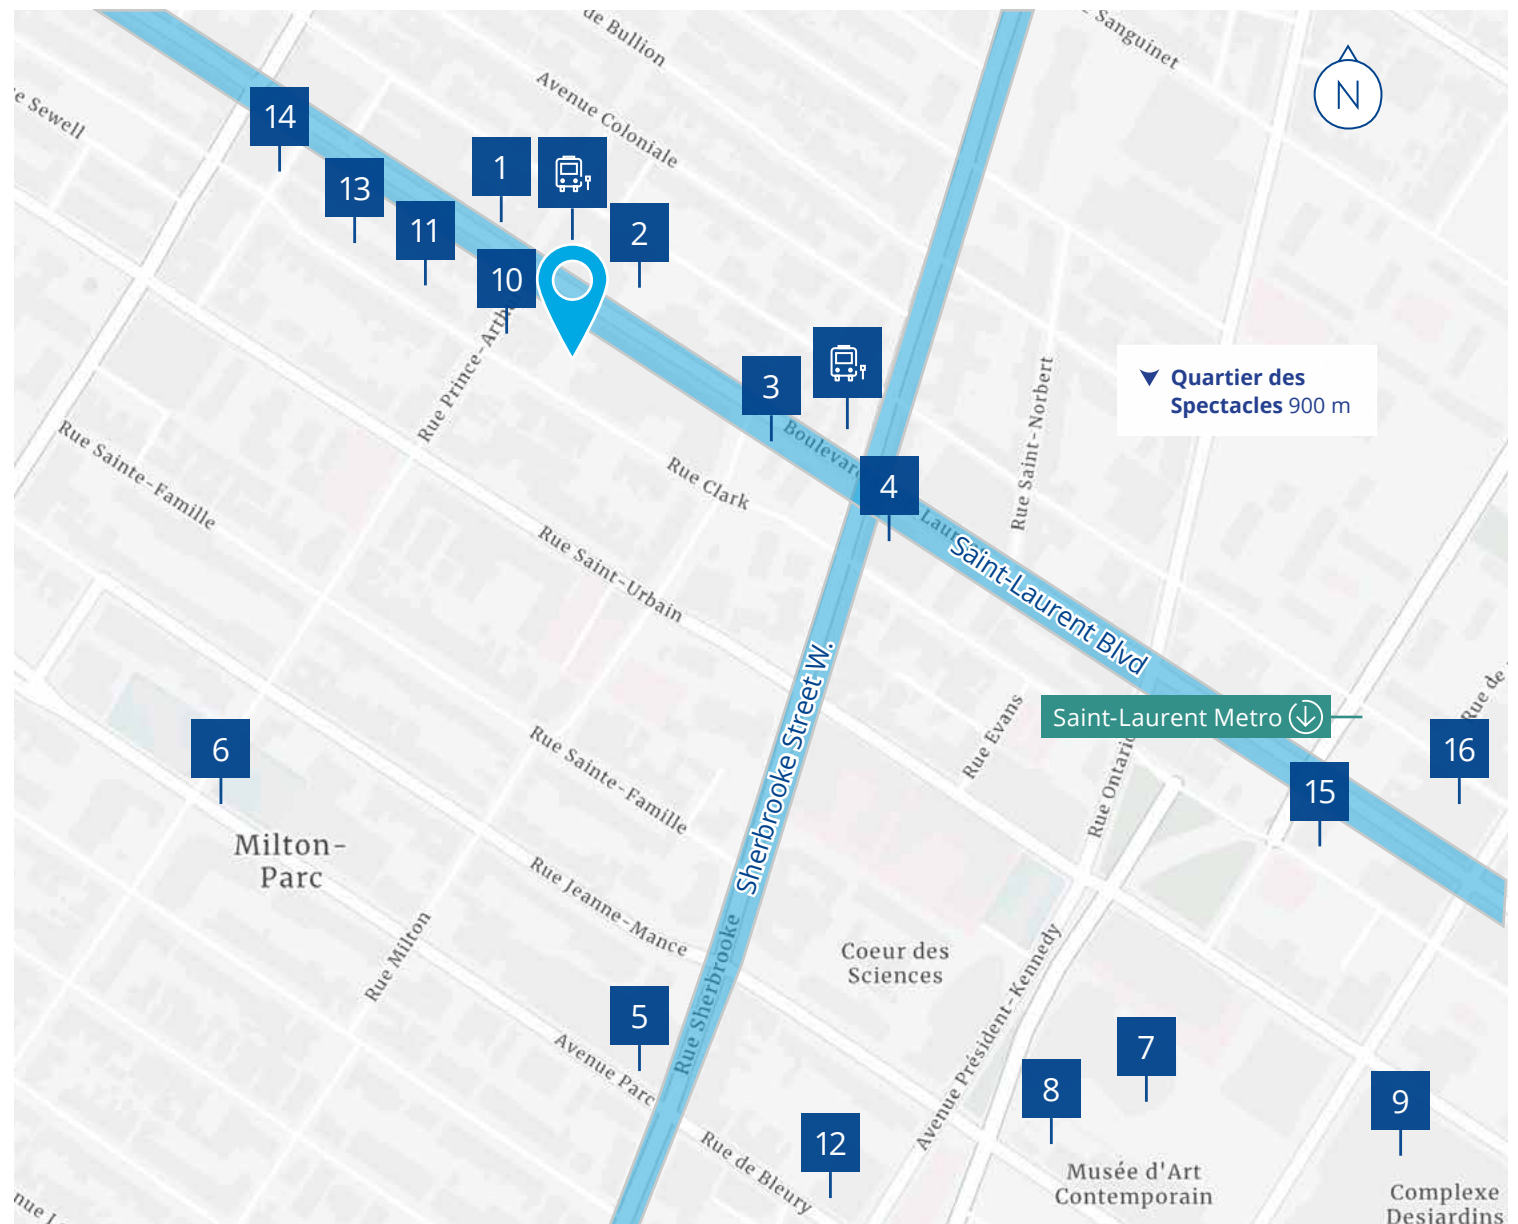 de Bullion
Sanguinet
Avenue Coloniale
N
e Sewell
14
1
13
11
2
10
Rue Prince-Arthur
3
Quartier des
Spectacles 900 m
Rue Saint-Norbert
Boulevard
Laurent
Rue Clark
4
Saint-Laurent Blvd
Rue Sainte-Famille
Rue Saint-Urbain
Sherbrooke Street W.
Rue Evans
Saint-Laurent Metro
Rue de
Rue Ontario
16
15
6
Rue Sainte-Famille
Milton-
Parc
Rue Jeanne-Mance
Rue Milton
Rue Sherbrooke
Coeur des
Sciences
Avenue Président-Kennedy
5
Avenue Parc
7
8
9
12
Rue de Bleury
Musée d'Art
Contemporain
Complexe
Desjardins